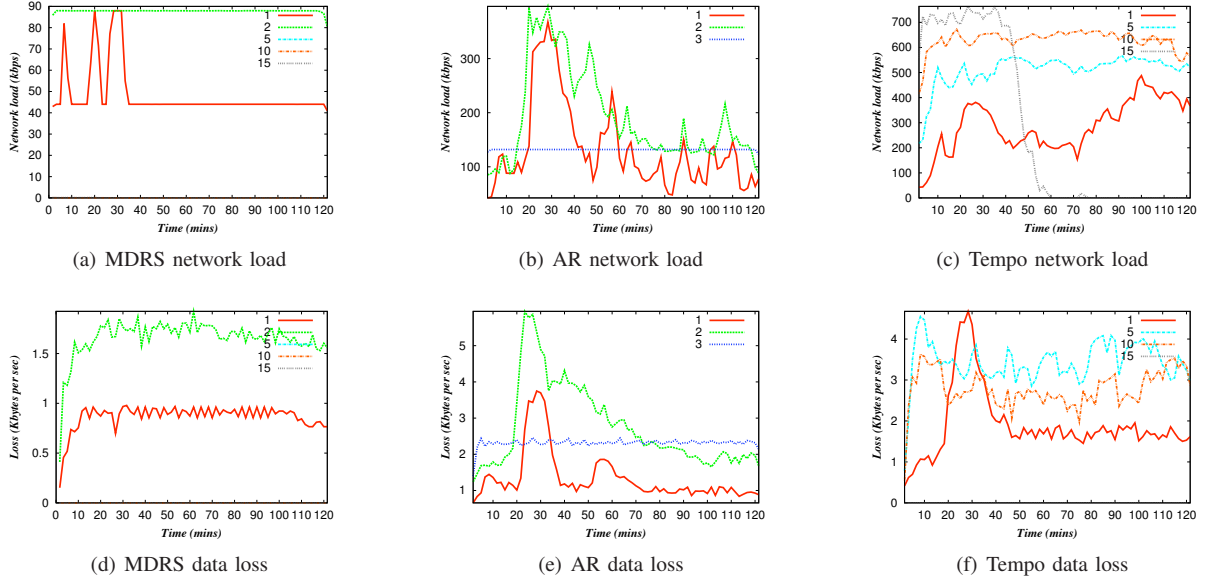 Network load (kbps)
90
80
70
60
50
40
30
20
10
0
0 10 20 30 40 50 60 70 80 90 100 110 120
Time (mins)
1
2
5
10
15
(a) MDRS network load
Network load (kbps)
300
200
100
10 20 30 40 50 60 70 80 90 100 110 120
Time (mins)
1
2
3
(b) AR network load
Network load (kbps)
700
600
500
400
300
200
100
0
10 20 30 40 50 60 70 80 90 100 110 120
Time (mins)
1
5
10
15
(c) Tempo network load
Loss (Kbytes per sec)
1.5
1
0.5
0
0 10 20 30 40 50 60 70 80 90 100 110 120
Time (mins)
1
2
5
10
15
(d) MDRS data loss
Loss (Kbytes per sec)
5
4
3
2
1
10 20 30 40 50 60 70 80 90 100 110 120
Time (mins)
1
2
3
(e) AR data loss
Loss (Kbytes per sec)
4
3
2
1
0
10 20 30 40 50 60 70 80 90 100 110 120
Time (mins)
1
5
10
15
(f) Tempo data loss